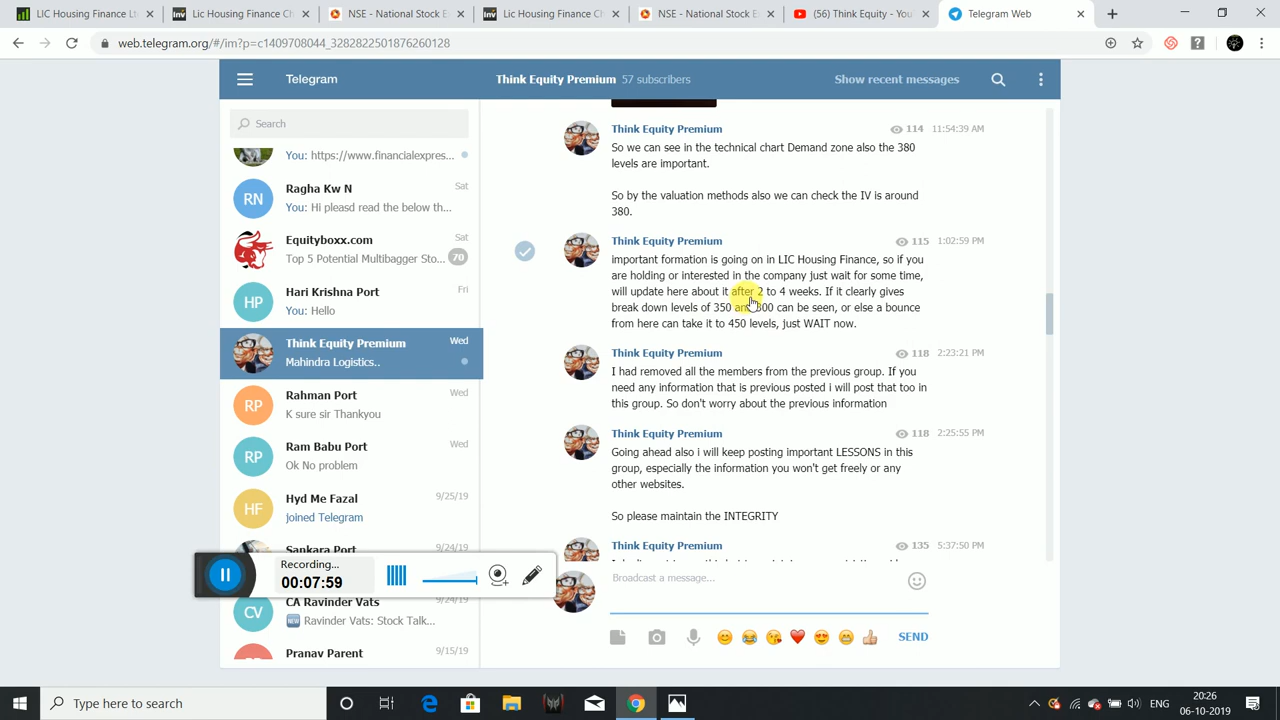 LIC Housing Finance Lt
LIC Housing Finance Ch
NSE - National Stock E
LIC Housing Finance Ch
NSE - National Stock E
(56) Think Equity - You
Telegram Web
web.telegram.org/#/im?p=c1409708044_3282822501876260128
Telegram
Think Equity Premium 57 subscribers
Show recent messages
Search
You: https://www.financialexpres...
Ragha Kw N Sat
You: Hi pleasd read the below th...
Equityboxx.com Sat
Top 5 Potential Multibagger Sto... 70
HP Hari Krishna Port Fri
You: Hello
Think Equity Premium Wed
Mahindra Logistics..
RP Rahman Port Wed
K sure sir Thankyou
RP Ram Babu Port Wed
Ok No problem
HF Hyd Me Fazal 9/25/19
joined Telegram
Sankara Port 9/24/19
CV CA Ravinder Vats 9/24/19
Ravinder Vats: Stock Talk...
Pranav Parent 9/15/19
RN
Think Equity Premium 114 11:54:39 AM
So we can see in the technical chart Demand zone also the 380
levels are important.
So by the valuation methods also we can check the IV is around
380.
Think Equity Premium 115 1:02:59 PM
important formation is going on in LIC Housing Finance, so if you
are holding or interested in the company just wait for some time,
will update here about it after 2 to 4 weeks. If it clearly gives
break down levels of 350 and 300 can be seen, or else a bounce
from here can take it to 450 levels, just WAIT now.
Think Equity Premium 118 2:23:21 PM
I had removed all the members from the previous group. If you
need any information that is previous posted i will post that too in
this group. So don't worry about the previous information
Think Equity Premium 118 2:25:55 PM
Going ahead also i will keep posting important LESSONS in this
group, especially the information you won't get freely or any
other websites.
So please maintain the INTEGRITY
Think Equity Premium 135 5:37:50 PM
Broadcast a message...
SEND
Recording...
00:07:59
Type here to search
ENG
20:26
06-10-2019